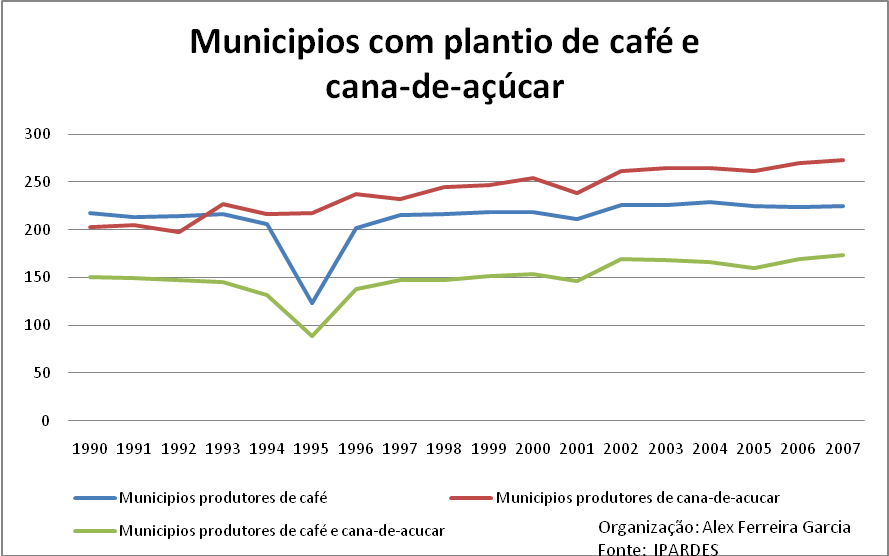 Municipios com plantio de café e
cana-de-açúcar
300
250
200
150
100
50
0
1990 1991 1992 1993 1994 1995 1996 1997 1998 1999 2000 2001 2002 2003 2004 2005 2006 2007
Municipios produtores de café
Municipios produtores de cana-de-acucar
Municipios produtores de café e cana-de-acucar
Organização: Alex Ferreira Garcia
Fonte: IPARDES